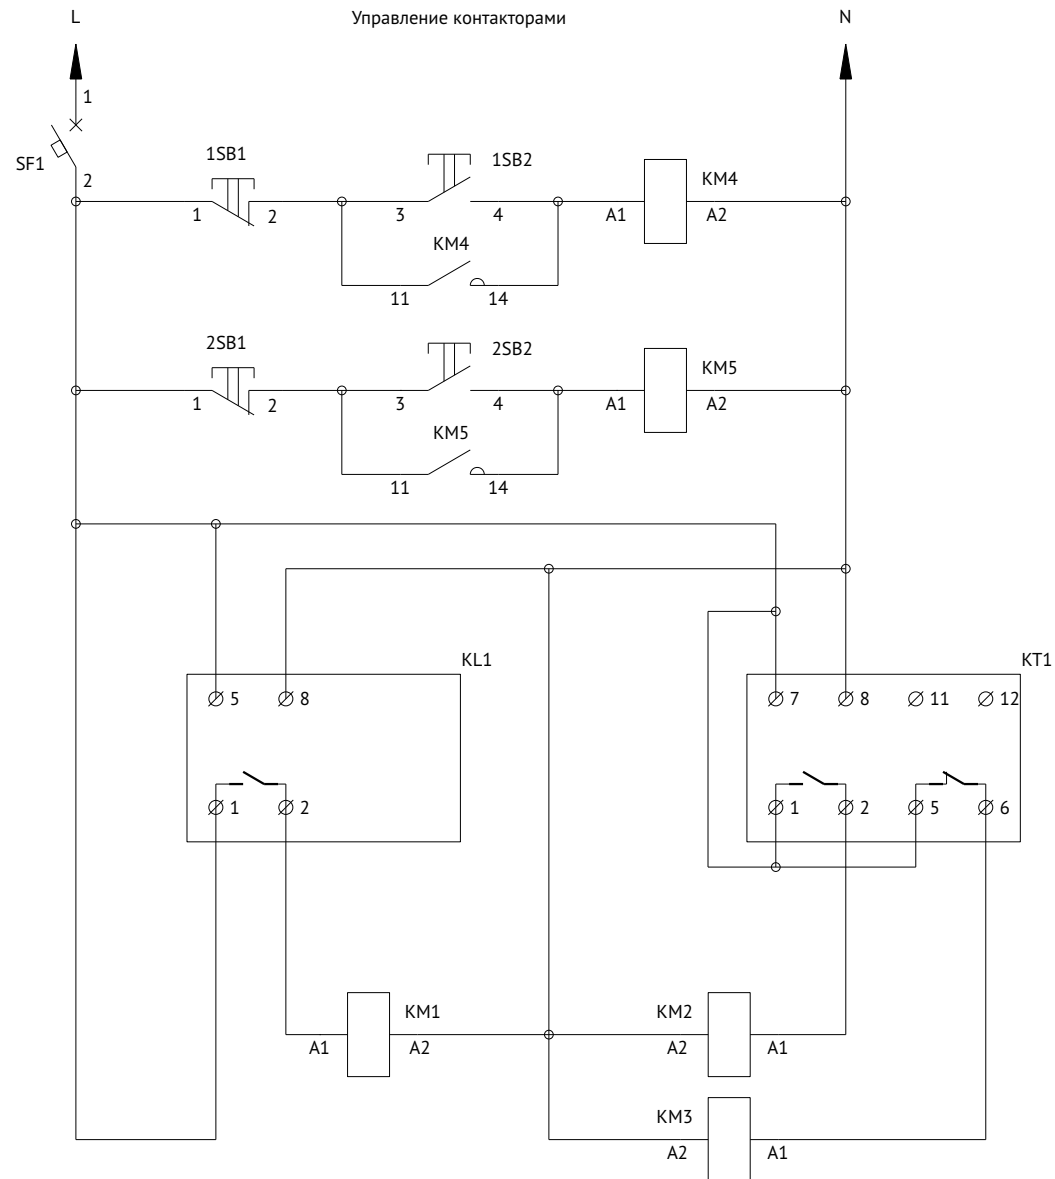 L Управление контакторами N
1
SF1
2
1SB1 1SB2 KM4
1 2 3 4 A1 A2
KM4
11 14
2SB1 2SB2 KM5
1 2 3 4 A1 A2
KM5
11 14
KL1 KT1
5 8 7 8 11 12
1 2 1 2 5 6
KM1 KM2
A1 A2 A2 A1
KM3
A2 A1